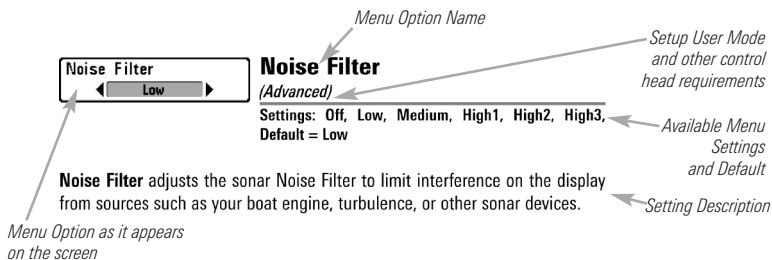 Menu Option Name
Setup User Mode
and other control
head requirements
Noise Filter
Low
Noise Filter
(Advanced)
Settings: Off, Low, Medium, High1, High2, High3,
Default = Low
Available Menu
Settings
and Default
Noise Filter adjusts the sonar Noise Filter to limit interference on the display
from sources such as your boat engine, turbulence, or other sonar devices.
Setting Description
Menu Option as it appears
on the screen